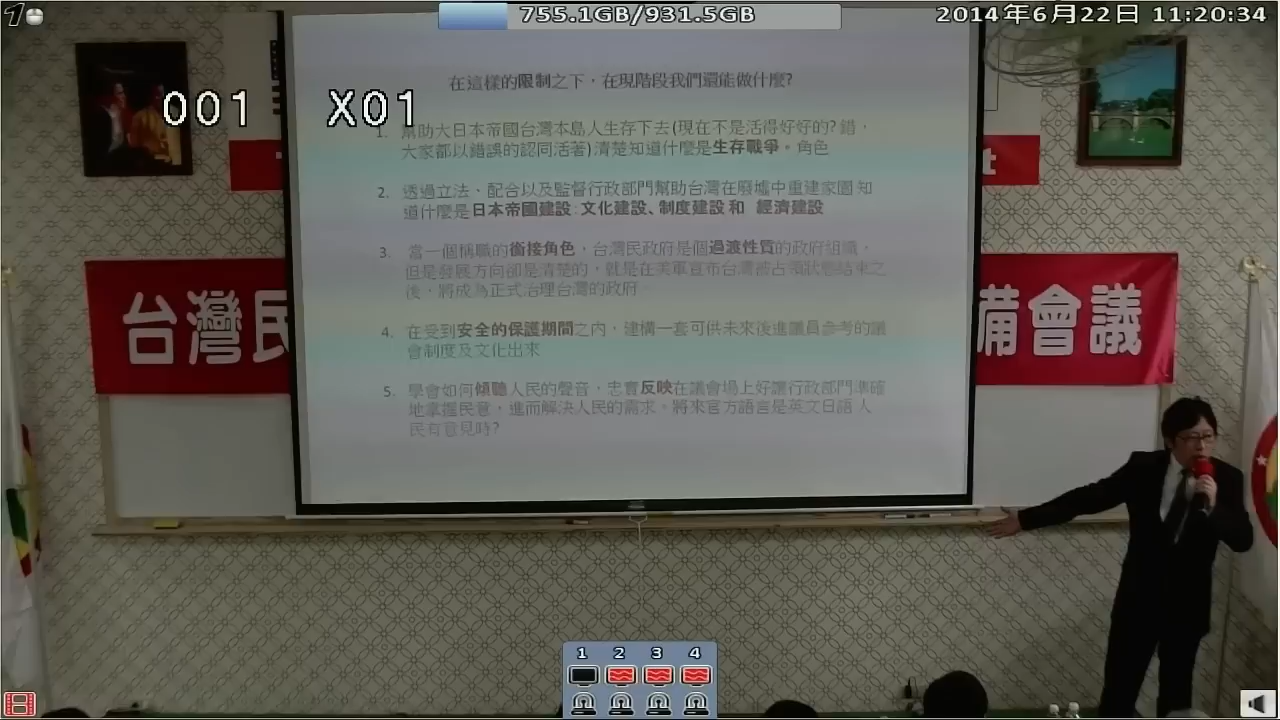 755.1GB/931.5GB
2014年6月22日 11:20:34
001
X01
在這樣的限制之下，在現階段我們還能做什麼?
1. 幫助大日本帝國台灣本島人生存下去(現在不是活得好好的? 錯，
大家都以錯誤的認同活著) 清楚知道什麼是生存戰爭。角色
2. 透過立法、配合以及監督行政部門幫助台灣在廢墟中重建家園 知
道什麼是日本帝國建設: 文化建設、制度建設 和 經濟建設
3. 當一個稱職的銜接角色，台灣民政府是個過渡性質的政府組織，
但是發展方向卻是清楚的，就是在美軍宣布台灣被占領狀態結束之
後，將成為正式治理台灣的政府。
4. 在受到安全的保護期間之內，建構一套可供未來後進議員參考的議
會制度及文化出來
5. 學會如何傾聽人民的聲音，忠實反映在議會場上好讓行政部門準確
地掌握民意，進而解決人民的需求。將來官方語言是英文日語 人
民有意見時?
t
台灣民
備會議
1 2 3 4